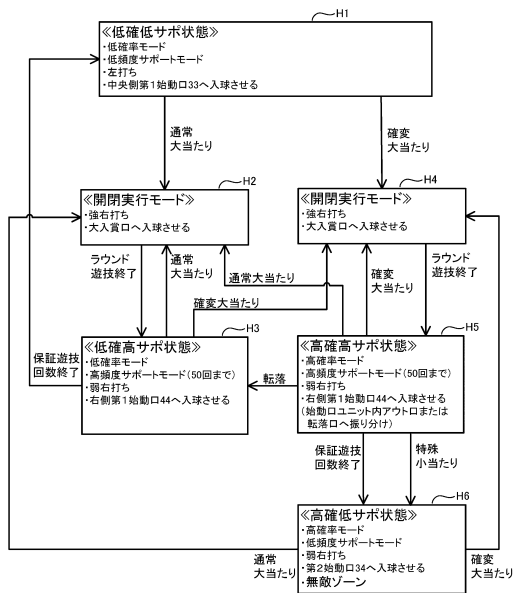 H1
≪低確低サポ状態≫
・低確率モード
・低頻度サポートモード
・左打ち
・中央側第1始動口33へ入球させる
通常
大当たり
確変
大当たり
H2
≪開閉実行モード≫
・強右打ち
・大入賞口へ入球させる
H4
≪開閉実行モード≫
・強右打ち
・大入賞口へ入球させる
ラウンド
遊技終了
通常
大当たり
通常大当たり
確変
大当たり
ラウンド
遊技終了
確変大当たり
H3
≪低確高サポ状態≫
・低確率モード
・高頻度サポートモード(50回まで)
・弱右打ち
・右側第1始動口44へ入球させる
保証遊技
回数終了
転落
H5
≪高確高サポ状態≫
・高確率モード
・高頻度サポートモード(50回まで)
・弱右打ち
・右側第1始動口44へ入球させる
(始動口ユニット内アウトロまたは
転落口へ振り分け)
保証遊技
回数終了
特殊
小当たり
H6
≪高確低サポ状態≫
・高確率モード
・低頻度サポートモード
・弱右打ち
・第2始動口34へ入球させる
・無敵ゾーン
通常
大当たり
確変
大当たり